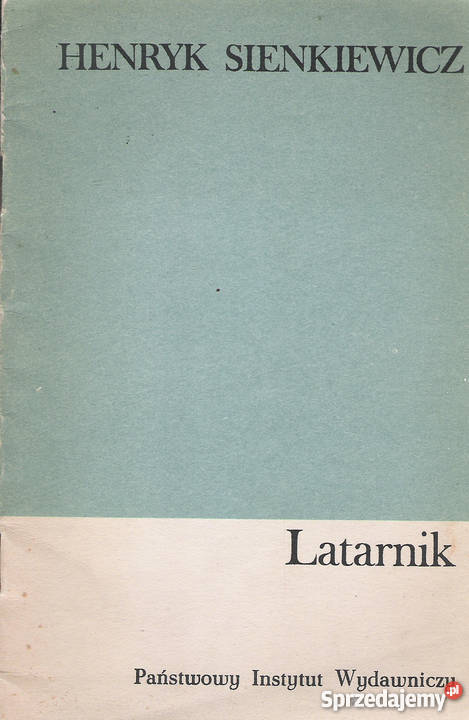 HENRYK SIENKIEWICZ
Latarnik
Państwowy Instytut Wydawniczy
Sprzedajemy.pl